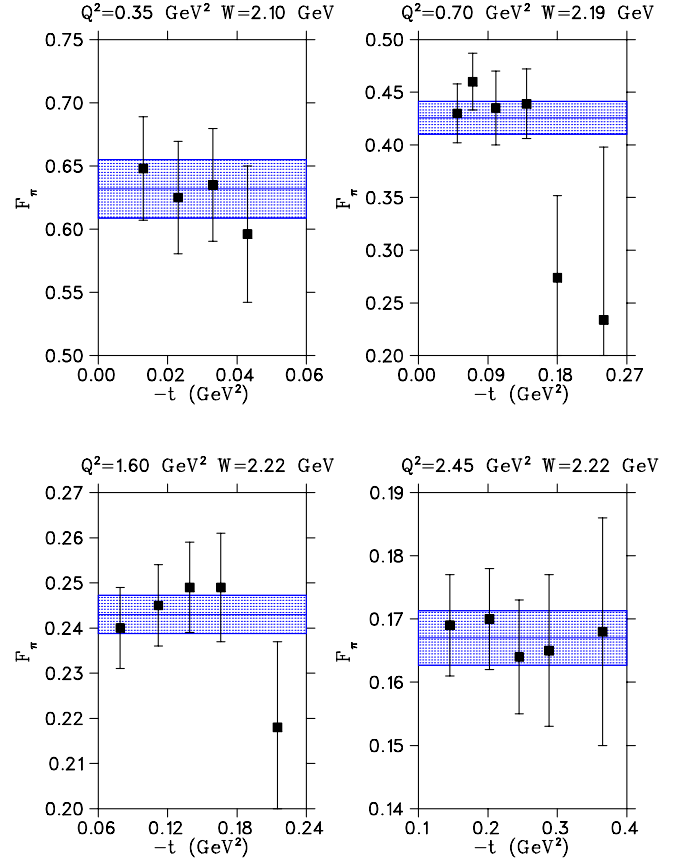 Q²=0.35 GeV² W=2.10 GeV
0.75
0.70
0.65
0.60
0.55
0.50
Fπ
0.00 0.02 0.04 0.06
−t (GeV²)
Q²=0.70 GeV² W=2.19 GeV
0.50
0.45
0.40
0.35
0.30
0.25
0.20
Fπ
0.00 0.09 0.18 0.27
−t (GeV²)
Q²=1.60 GeV² W=2.22 GeV
0.27
0.26
0.25
0.24
0.23
0.22
0.21
0.20
Fπ
0.06 0.12 0.18 0.24
−t (GeV²)
Q²=2.45 GeV² W=2.22 GeV
0.19
0.18
0.17
0.16
0.15
0.14
Fπ
0.1 0.2 0.3 0.4
−t (GeV²)